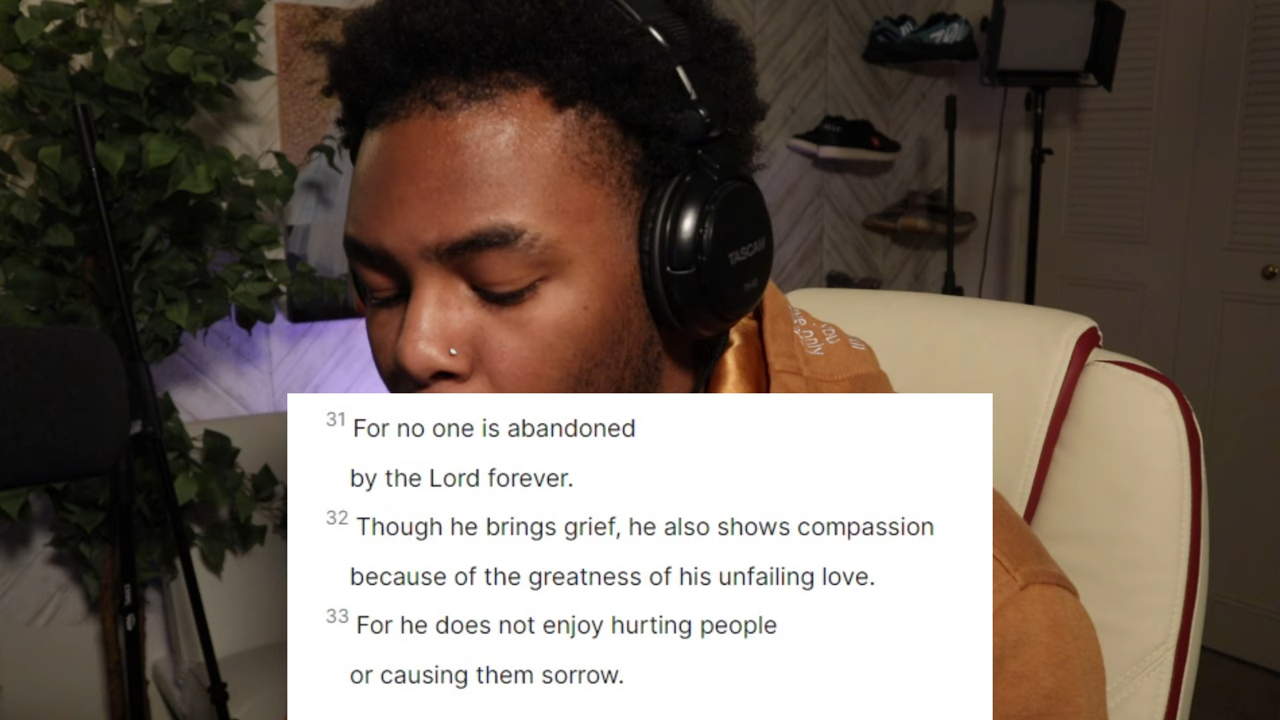 TASCAM
31 For no one is abandoned
by the Lord forever.
32 Though he brings grief, he also shows compassion
because of the greatness of his unfailing love.
33 For he does not enjoy hurting people
or causing them sorrow.